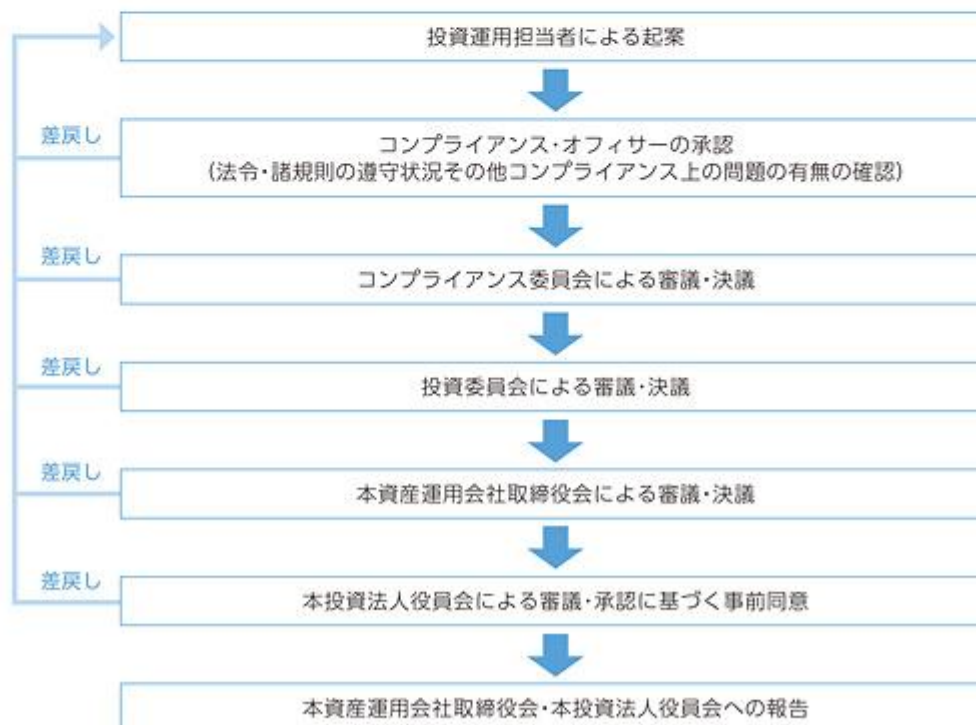 投資運用担当者による起案
差戻し
コンプライアンス・オフィサーの承認
(法令・諸規則の遵守状況その他コンプライアンス上の問題の有無の確認)
差戻し
コンプライアンス委員会による審議・決議
差戻し
投資委員会による審議・決議
差戻し
本資産運用会社取締役会による審議・決議
差戻し
本投資法人役員会による審議・承認に基づく事前同意
本資産運用会社取締役会・本投資法人役員会への報告